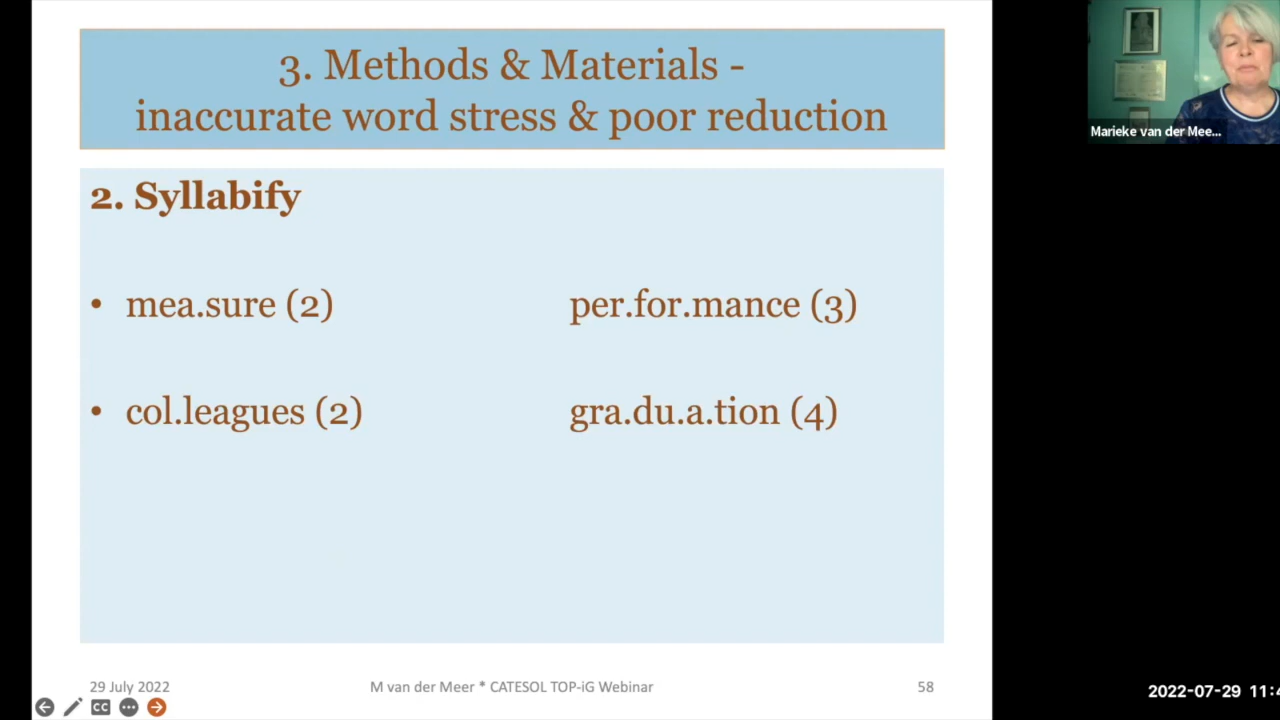 3. Methods & Materials -
inaccurate word stress & poor reduction
2. Syllabify
• mea.sure (2) per.for.mance (3)
• col.leagues (2) gra.du.a.tion (4)
29 July 2022 M van der Meer * CATESOL TOP-iG Webinar 58
CC
Marieke van der Mee...
2022-07-29 11:4